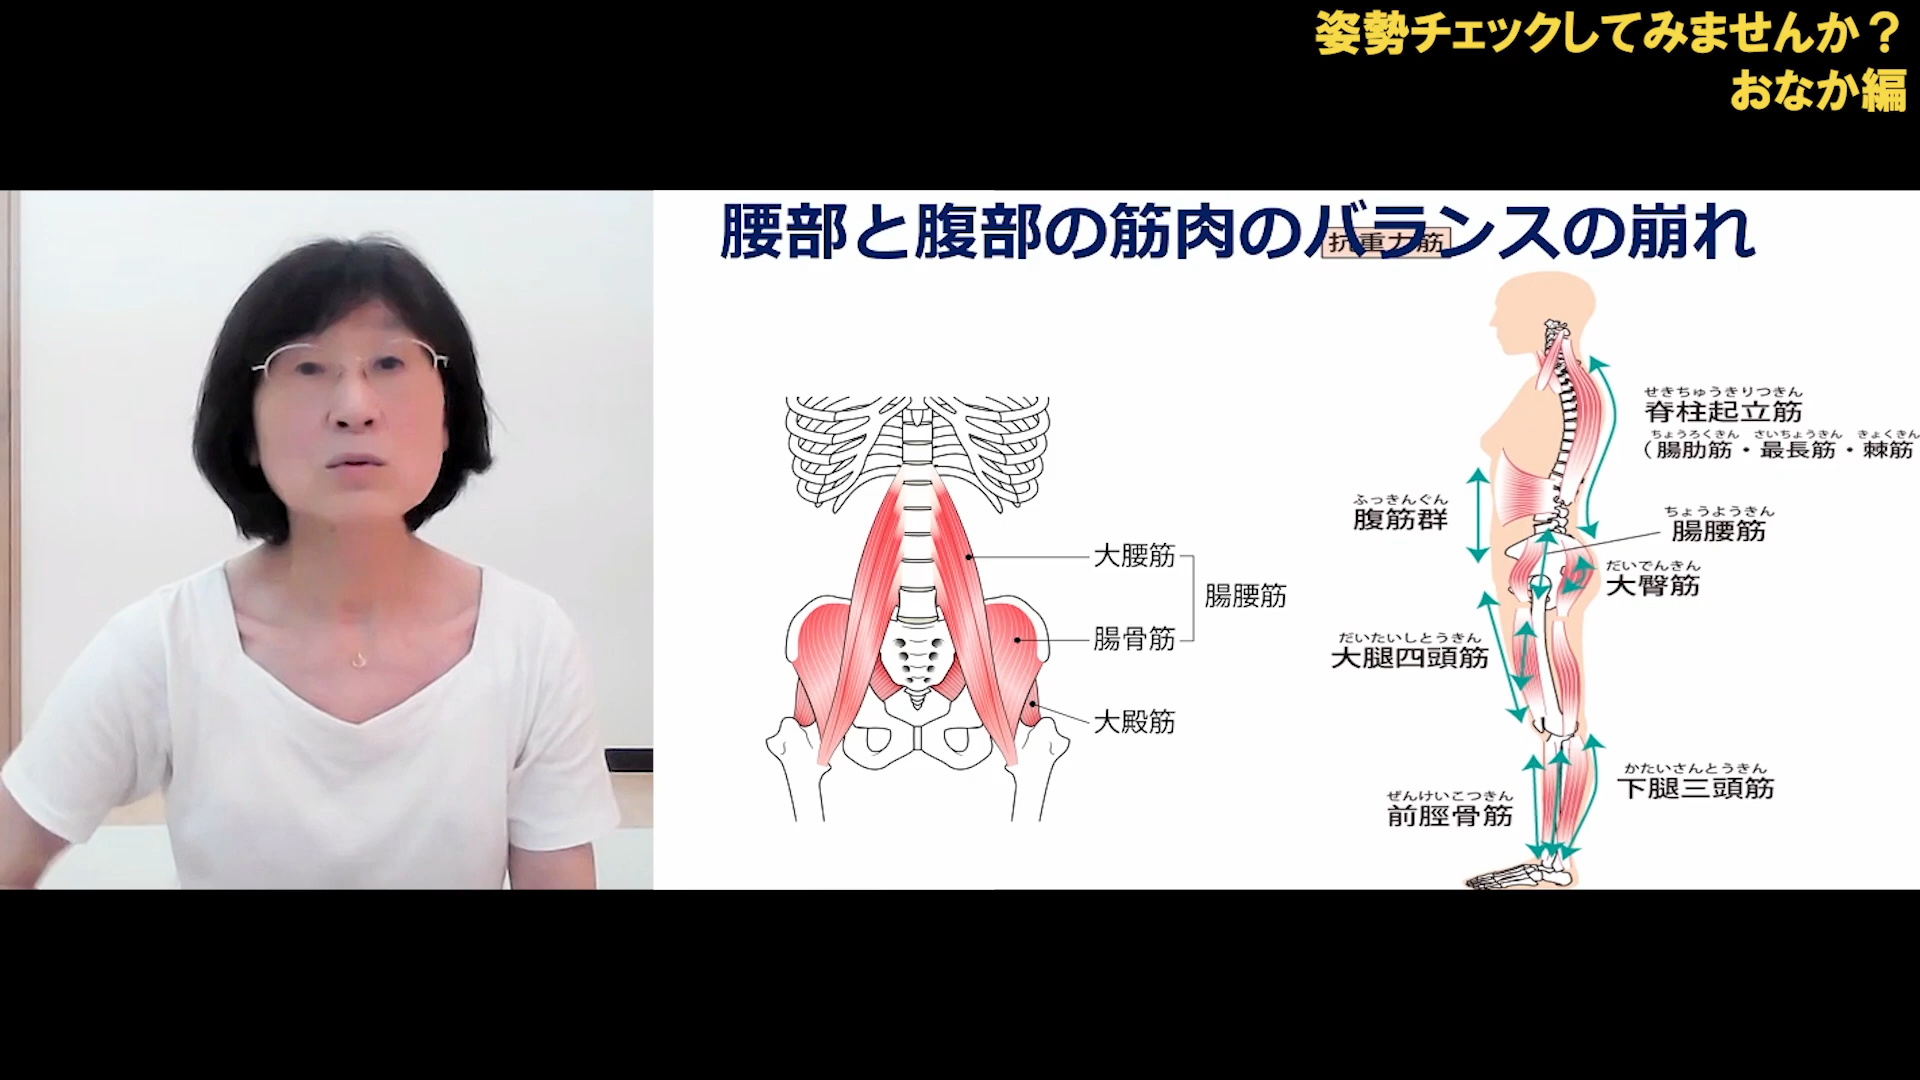 姿勢チェックしてみませんか？
おなか編
腰部と腹部の筋肉のバランスの崩れ
抗重力筋
大腰筋
腸腰筋
腸骨筋
大殿筋
せきちゅうきりつきん
脊柱起立筋
ちょうろくきん さいちょうきん きょくきん
（腸肋筋・最長筋・棘筋
ふっきんぐん
腹筋群
ちょうようきん
腸腰筋
だいでんきん
大臀筋
だいたいしとうきん
大腿四頭筋
かたいさんとうきん
下腿三頭筋
ぜんけいこつきん
前脛骨筋